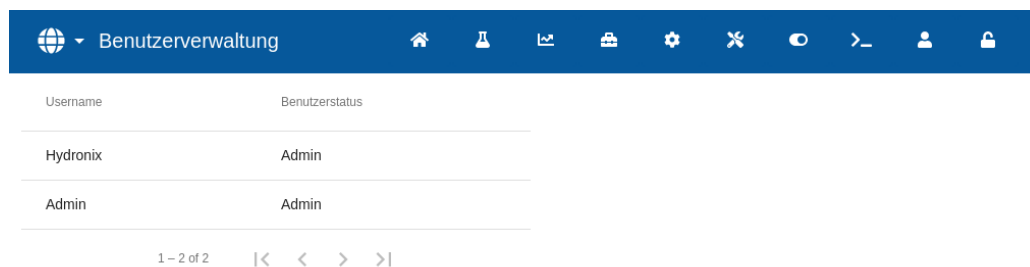 Benutzerverwaltung
Username Benutzerstatus
Hydronix Admin
Admin Admin
1 – 2 of 2